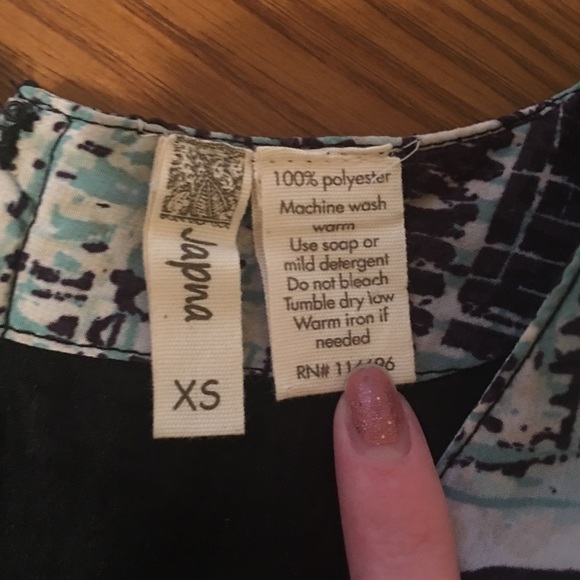 Japna
XS
100% polyester
Machine wash
warm
Use soap or
mild detergent
Do not bleach
Tumble dry low
Warm iron if
needed
RN#